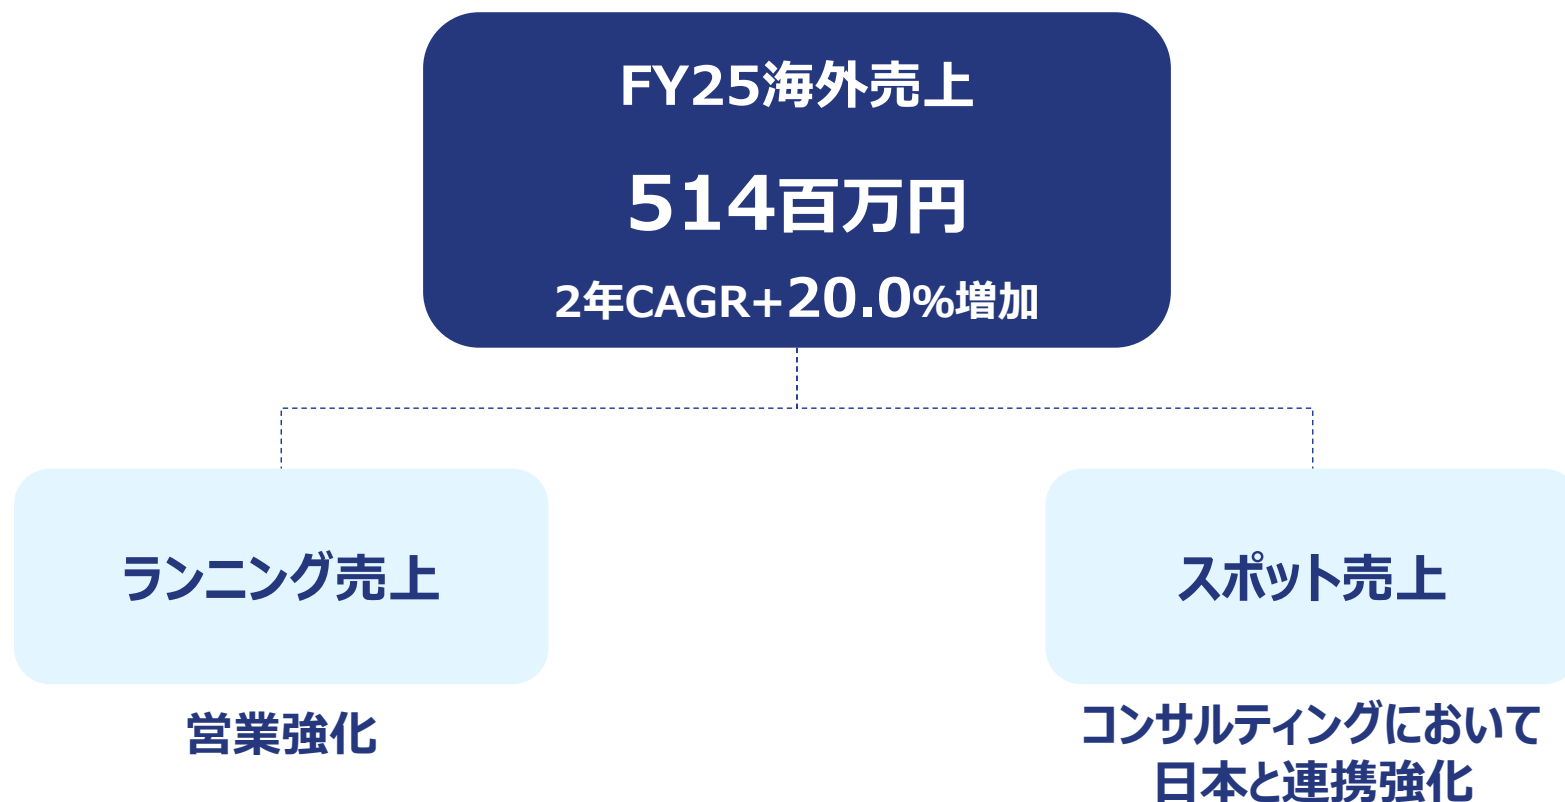 FY25海外売上
514百万円
2年CAGR+20.0%増加
ランニング売上
スポット売上
営業強化
コンサルティングにおいて
日本と連携強化